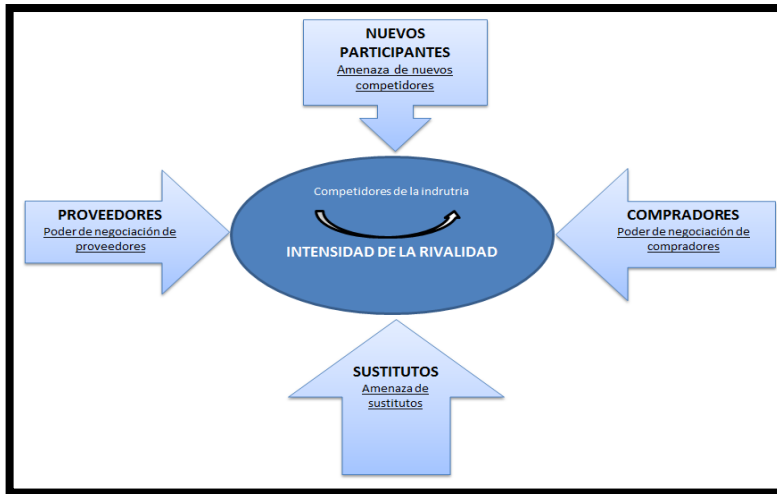 NUEVOS
PARTICIPANTES
Amenaza de nuevos
competidores
Competidores de la indrutria
PROVEEDORES
Poder de negociación de
proveedores
INTENSIDAD DE LA RIVALIDAD
COMPRADORES
Poder de negociación de
compradores
SUSTITUTOS
Amenaza de
sustitutos